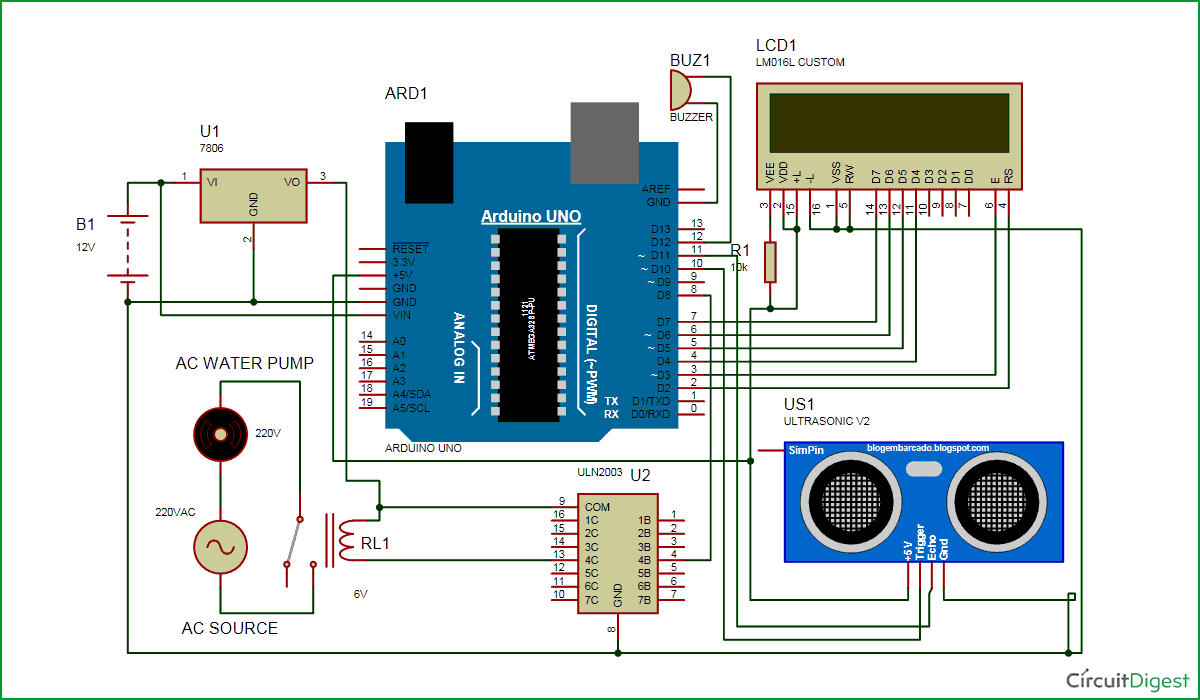 LCD1
LM016L CUSTOM
BUZ1
BUZZER
ARD1
U1
7806
1
VI
VO
3
GND
2
B1
12V
VEE
VDD
+L
-L
VSS
RW
D7
D6
D5
D4
D3
D2
D1
D0
E
RS
3
2
15
16
1
5
14
13
12
11
10
9
8
7
6
4
R1
10k
Arduino UNO
RESET
3.3V
+5V
GND
GND
VIN
14 A0
15 A1
16 A2
17 A3
18 A4/SDA
19 A5/SCL
ANALOG IN
1121
ATMEGA328P-PU
DIGITAL (~PWM)
AREF
GND
D13 13
D12 12
~ D11 11
~ D10 10
~ D9 9
D8 8
D7 7
~ D6 6
~ D5 5
D4 4
~D3 3
D2 2
TX D1/TXD 1
RX D0/RXD 0
ARDUINO UNO
AC WATER PUMP
220V
220VAC
AC SOURCE
RL1
6V
ULN2003
U2
9 COM
16 1C 1B 1
15 2C 2B 2
14 3C 3B 3
13 4C 4B 4
12 5C 5B 5
11 6C 6B 6
10 7C 7B 7
GND
8
US1
ULTRASONIC V2
SimPin
blogembarcado.blogspot.com
+5V
Trigger
Echo
Gnd
CircuitDigest